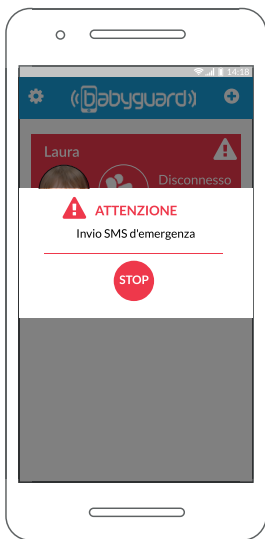 14:18
babyguard
Laura
Disconnesso
ATTENZIONE
Invio SMS d'emergenza
STOP